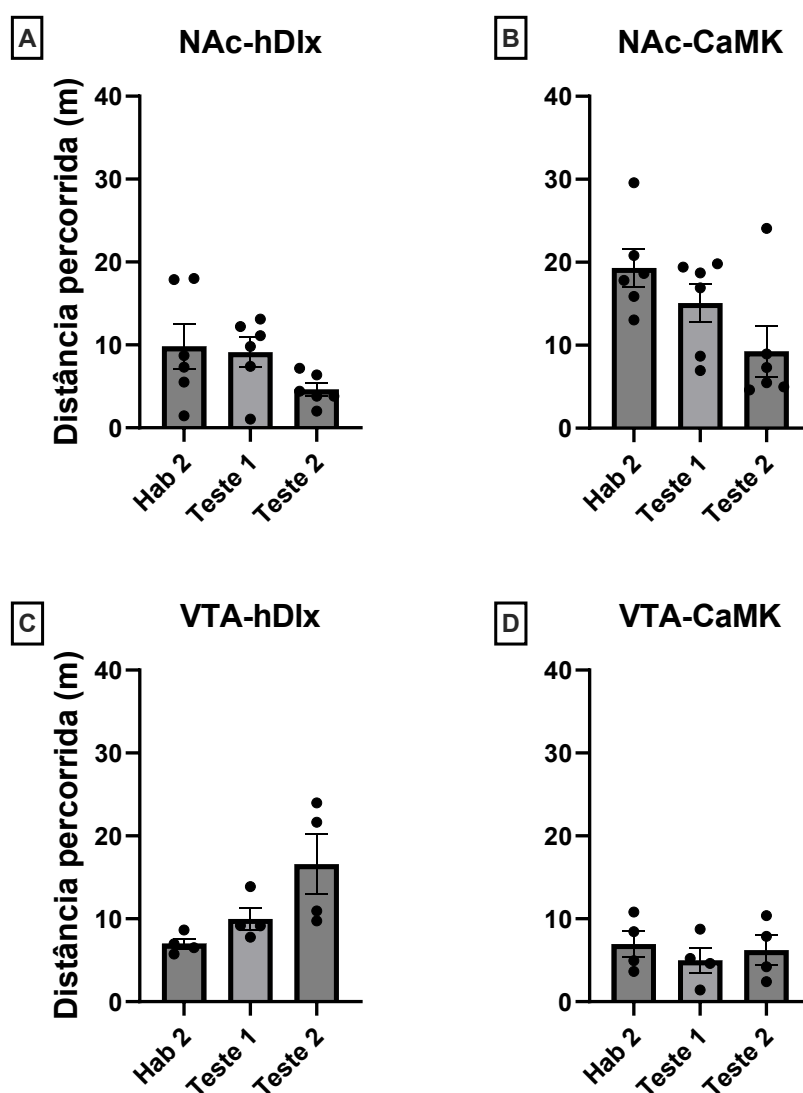 A
NAc-hDlx
Distância percorrida (m)
40
30
20
10
0
Hab 2
Teste 1
Teste 2
B
NAc-CaMK
40
30
20
10
0
Hab 2
Teste 1
Teste 2
C
VTA-hDlx
Distância percorrida (m)
40
30
20
10
0
Hab 2
Teste 1
Teste 2
D
VTA-CaMK
40
30
20
10
0
Hab 2
Teste 1
Teste 2